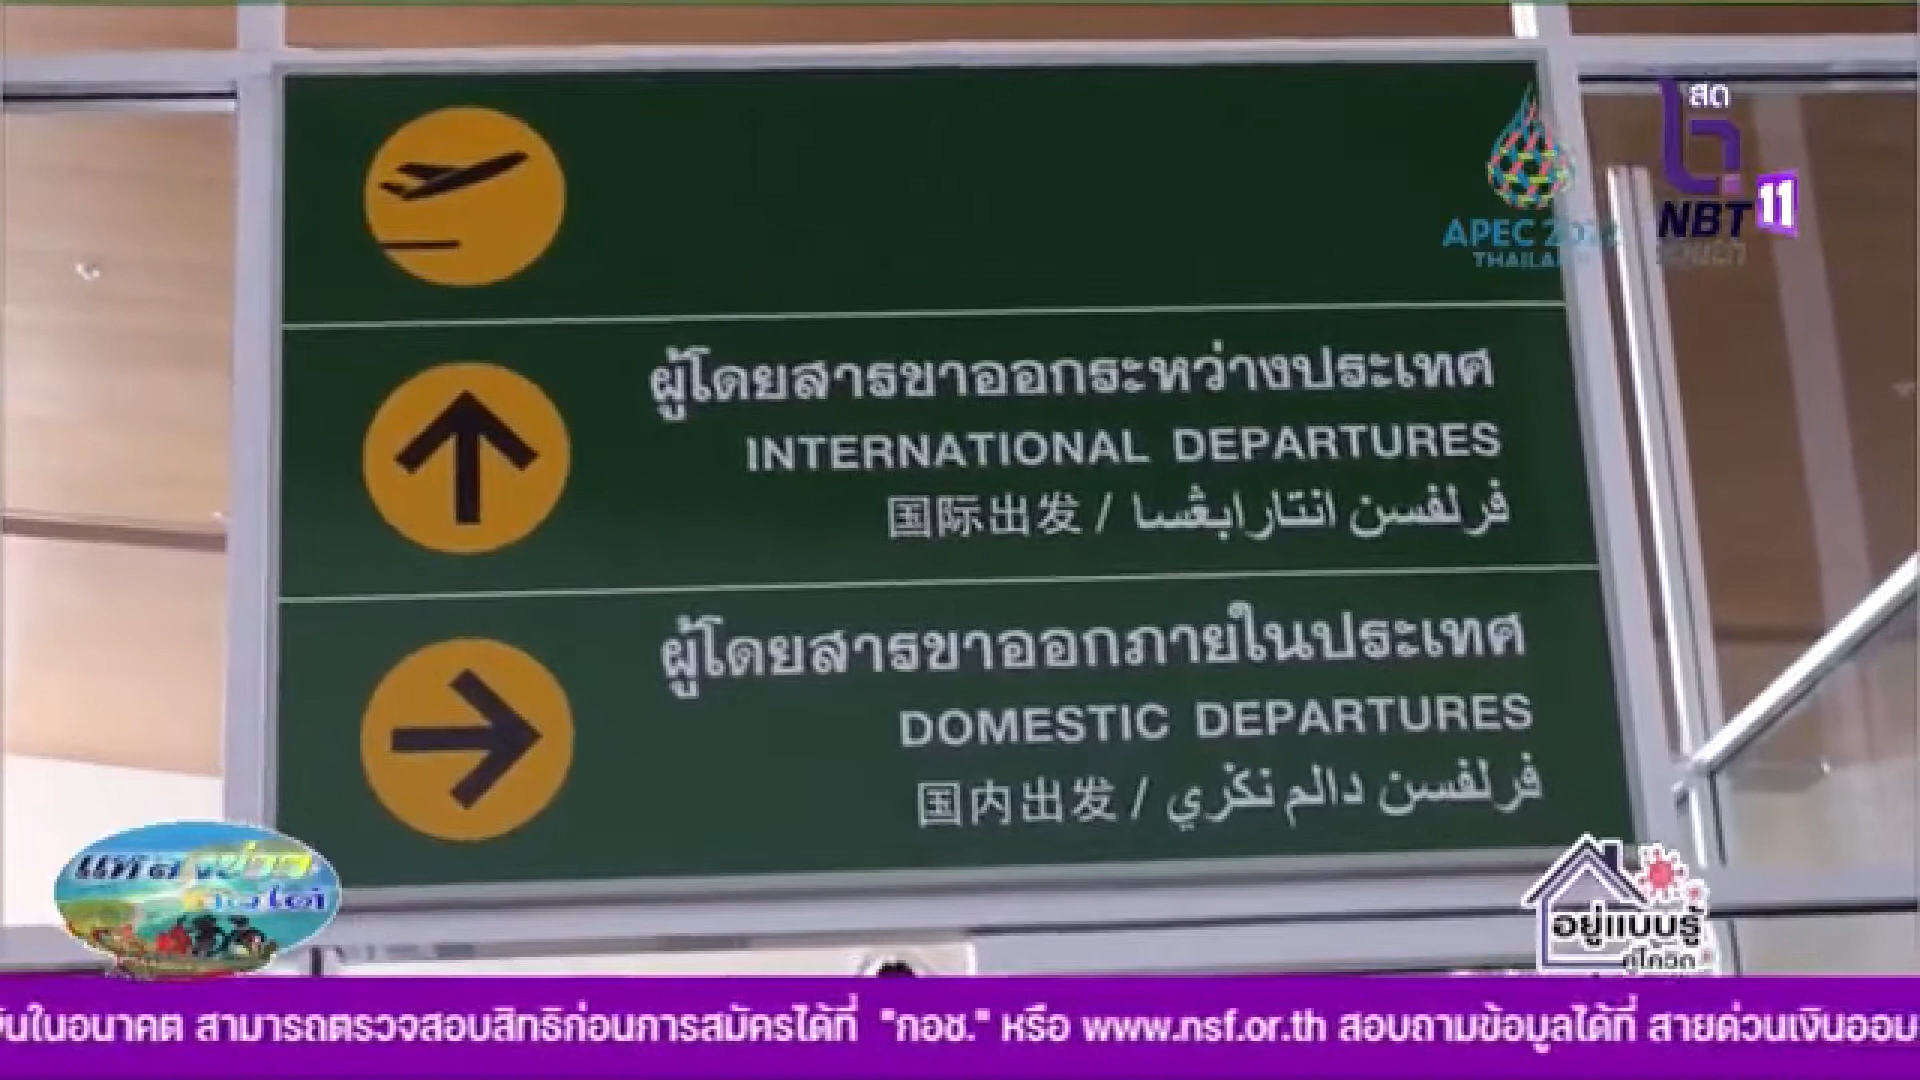 สด
APEC
NBT 11
ผู้โดยสารขาออกระหว่างประเทศ
INTERNATIONAL DEPARTURES
国际出发 / فرلفسن انتارابڠسا
ผู้โดยสารขาออกภายในประเทศ
DOMESTIC DEPARTURES
国内出发 / فرلفسن دالم نݢري
อยู่แบบรู้
คู่โควิด
ในอนาคต สามารถตรวจสอบสิทธิก่อนการสมัครได้ที่ "กอช." หรือ www.nsf.or.th สอบถามข้อมูลได้ที่ สายด่วนเงินออม